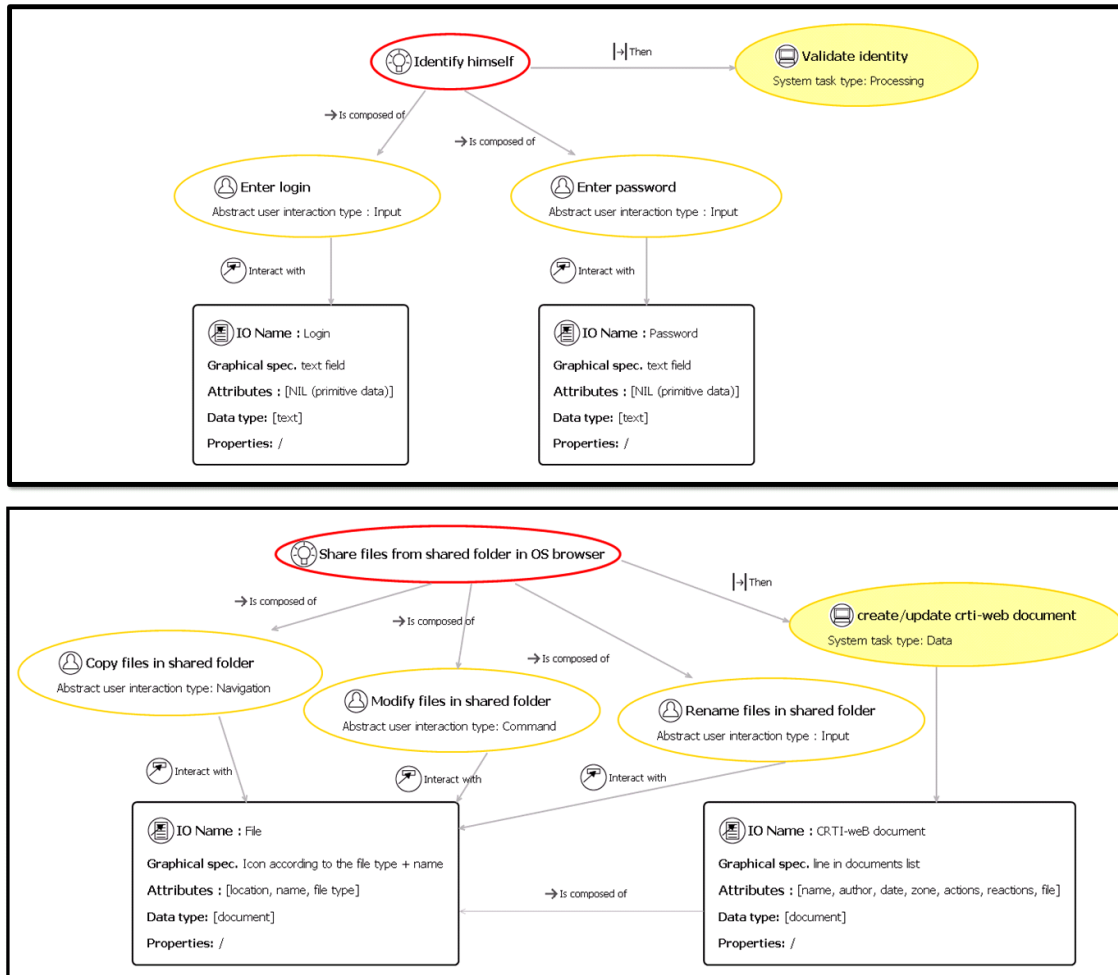 Identify himself
Then
Validate identity
System task type: Processing
Is composed of
Is composed of
Enter login
Abstract user interaction type : Input
Enter password
Abstract user interaction type : Input
Interact with
Interact with
IO Name : Login
Graphical spec. text field
Attributes : [NIL (primitive data)]
Data type: [text]
Properties: /
IO Name : Password
Graphical spec. text field
Attributes : [NIL (primitive data)]
Data type: [text]
Properties: /
Share files from shared folder in OS browser
Then
Is composed of
Is composed of
Is composed of
create/update crti-web document
System task type: Data
Copy files in shared folder
Abstract user interaction type: Navigation
Modify files in shared folder
Abstract user interaction type: Command
Rename files in shared folder
Abstract user interaction type : Input
Interact with
Interact with
Interact with
IO Name : File
Graphical spec. Icon according to the file type + name
Attributes : [location, name, file type]
Data type: [document]
Properties: /
Is composed of
IO Name : CRTI-weB document
Graphical spec. line in documents list
Attributes : [name, author, date, zone, actions, reactions, file]
Data type: [document]
Properties: /